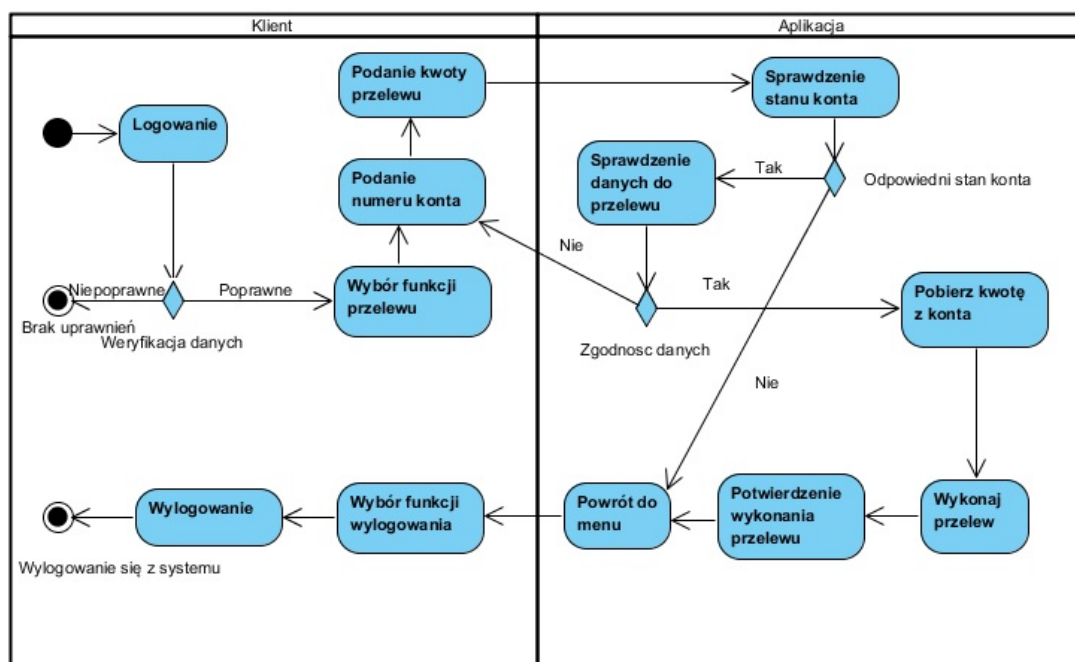 Klient
Aplikacja
Podanie kwoty
przelewu
Sprawdzenie
stanu konta
Logowanie
Sprawdzenie
danych do
przelewu
Tak
Odpowiedni stan konta
Podanie
numeru konta
Nie
Niepoprawne
Poprawne
Wybór funkcji
przelewu
Tak
Pobierz kwotę
z konta
Brak uprawnień
Weryfikacja danych
Zgodnosc danych
Nie
Wylogowanie
Wybór funkcji
wylogowania
Powrót do
menu
Potwierdzenie
wykonania
przelewu
Wykonaj
przelew
Wylogowanie się z systemu